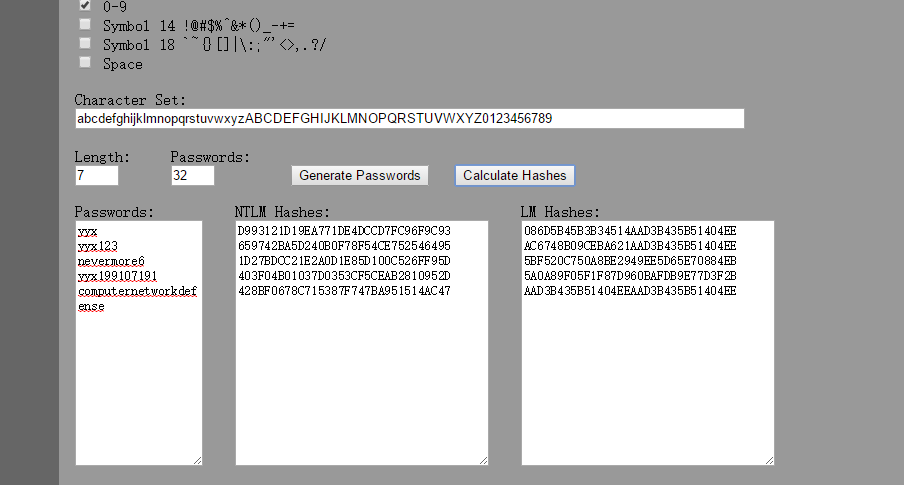 0-9
Symbol 14 !@#$%^&*()_-+=
Symbol 18 `~{}[]|\:;"'<>,.?/
Space
Character Set:
abcdefghijklmnopqrstuvwxyzABCDEFGHIJKLMNOPQRSTUVWXYZ0123456789
Length: Passwords:
7 32 Generate Passwords Calculate Hashes
Passwords: NTLM Hashes: LM Hashes:
yyx D993121D19EA771DE4DCCD7FC96F9C93 086D5B45B3B34514AAD3B435B51404EE
yyx123 659742BA5D240B0F78F54CE752546495 AC6748B09CEBA621AAD3B435B51404EE
nevermore6 1D27BDCC21E2A0D1E85D100C526FF95D 5BF520C750A8BE2949EE5D65E70884EB
yyx199107191 403F04B01037D0353CF5CEAB2810952D 5A0A89F05F1F87D960BAFDB9E77D3F2B
computernetworkdef 428BF0678C715387F747BA951514AC47 AAD3B435B51404EEAAD3B435B51404EE
ense